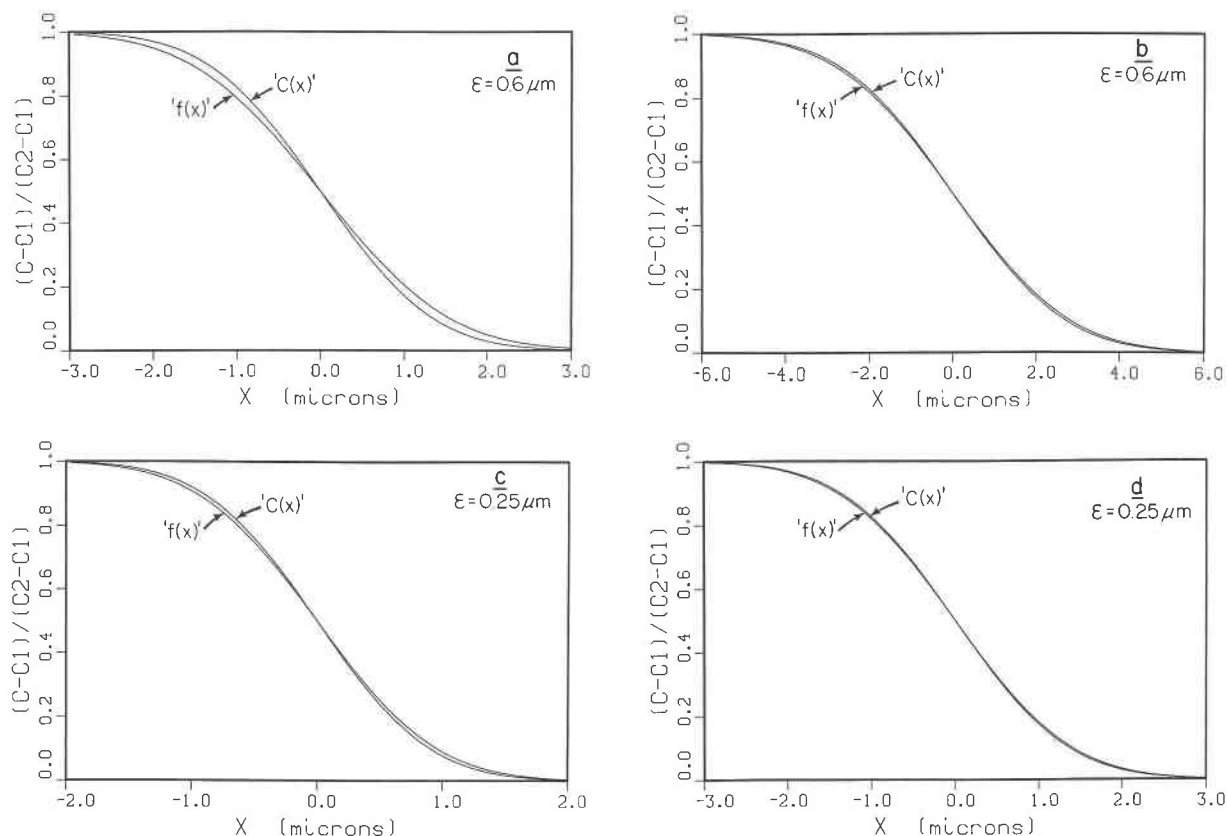 a
ε=0.6μm
'C(x)'
'f(x)'
(C-C1)/(C2-C1)
1.0
0.8
0.6
0.4
0.2
0.0
-3.0 -2.0 -1.0 0.0 1.0 2.0 3.0
X (microns)
b
ε=0.6μm
'C(x)'
'f(x)'
(C-C1)/(C2-C1)
1.0
0.8
0.6
0.4
0.2
0.0
-6.0 -4.0 -2.0 0.0 2.0 4.0 6.0
X (microns)
c
ε=0.25μm
'C(x)'
'f(x)'
(C-C1)/(C2-C1)
1.0
0.8
0.6
0.4
0.2
0.0
-2.0 -1.0 0.0 1.0 2.0
X (microns)
d
ε=0.25μm
'C(x)'
'f(x)'
(C-C1)/(C2-C1)
1.0
0.8
0.6
0.4
0.2
0.0
-3.0 -2.0 -1.0 0.0 1.0 2.0 3.0
X (microns)